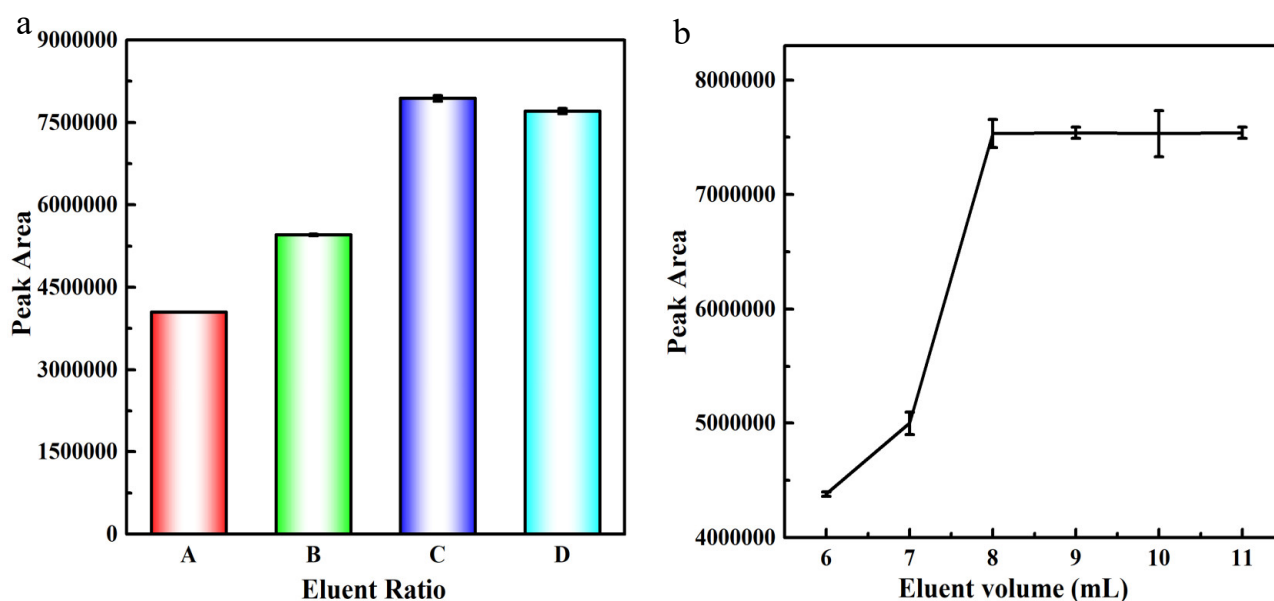 a
9000000
7500000
6000000
4500000
3000000
1500000
0
Peak Area
A B C D
Eluent Ratio
b
8000000
7000000
6000000
5000000
4000000
Peak Area
6 7 8 9 10 11
Eluent volume (mL)